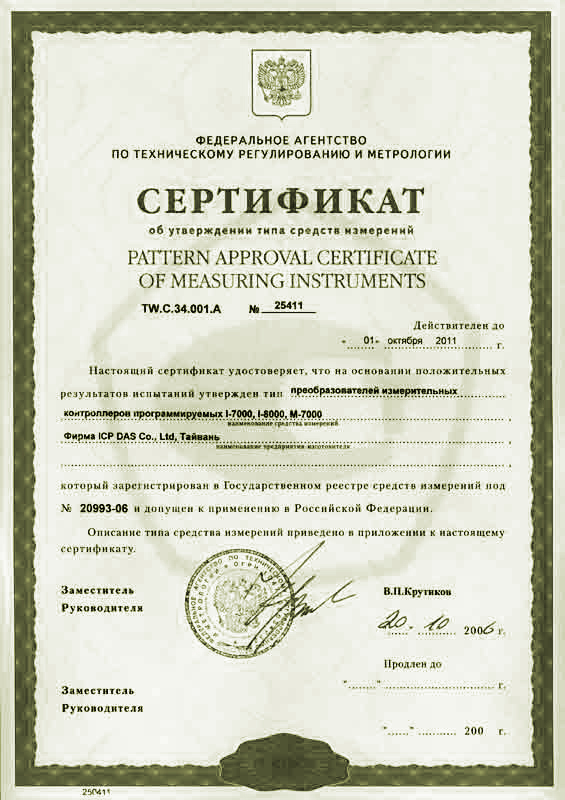 ФЕДЕРАЛЬНОЕ АГЕНТСТВО
ПО ТЕХНИЧЕСКОМУ РЕГУЛИРОВАНИЮ И МЕТРОЛОГИИ
СЕРТИФИКАТ
об утверждении типа средств измерений
PATTERN APPROVAL CERTIFICATE
OF MEASURING INSTRUMENTS
TW.C.34.001.A № 25411
Действителен до
" 01 " октября 2011 г.
Настоящий сертификат удостоверяет, что на основании положительных
результатов испытаний утвержден тип преобразователей измерительных
контроллеров программируемых I-7000, I-8000, M-7000
наименование средства измерений
Фирма ICP DAS Co., Ltd, Тайвань
наименование предприятия-изготовителя
который зарегистрирован в Государственном реестре средств измерений под
№ 20993-06 и допущен к применению в Российской Федерации.
Описание типа средства измерений приведено в приложении к настоящему
сертификату.
Заместитель
Руководителя
В.П.Крутиков
20. 10 2006 г.
Продлен до
" " г.
Заместитель
Руководителя
" " 200 г.
250411